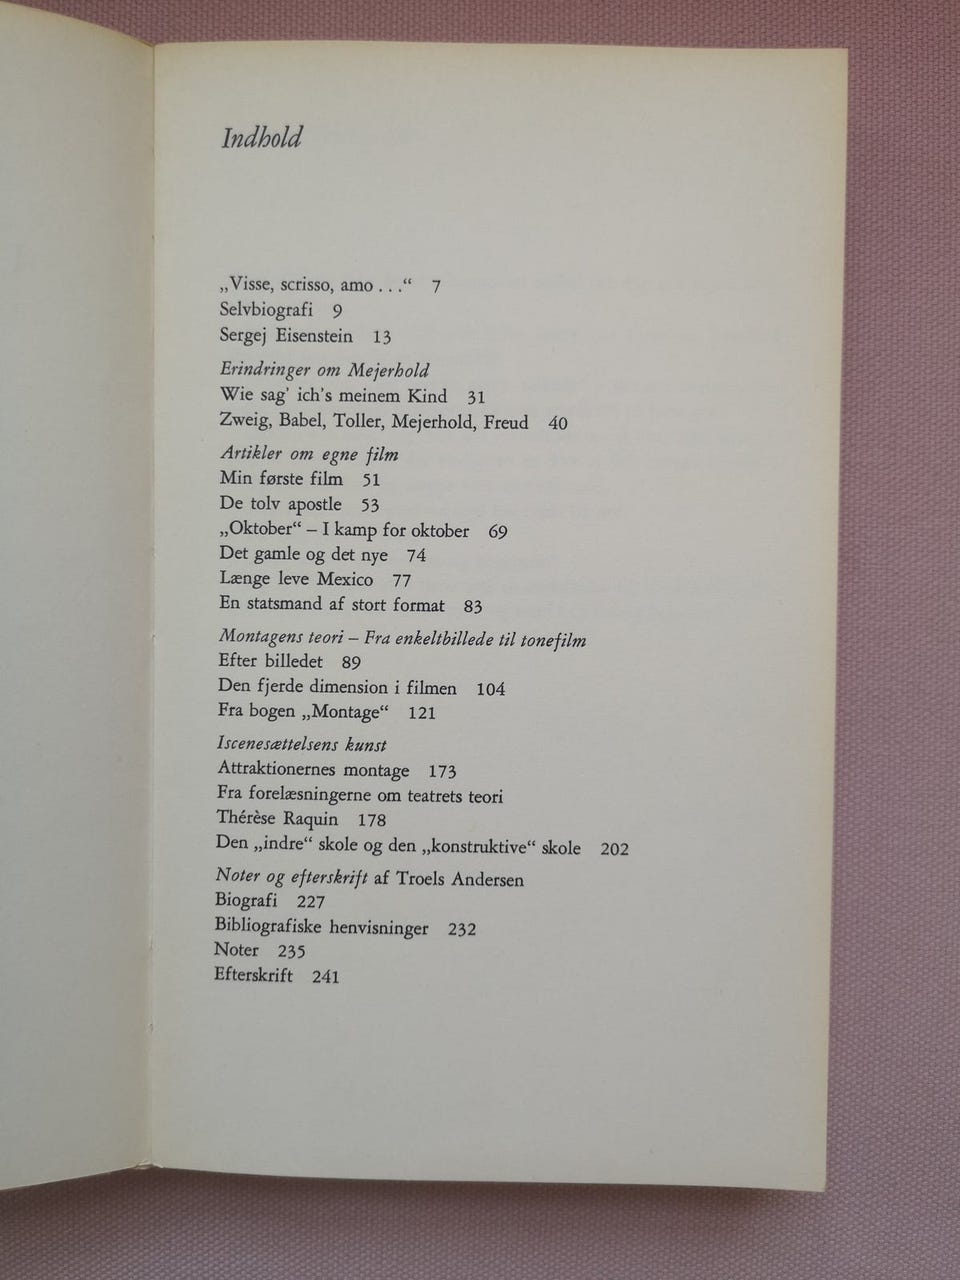 Indhold
„Visse, scrisso, amo . . .“ 7
Selvbiografi 9
Sergej Eisenstein 13
Erindringer om Mejerhold
Wie sag' ich's meinem Kind 31
Zweig, Babel, Toller, Mejerhold, Freud 40
Artikler om egne film
Min første film 51
De tolv apostle 53
„Oktober“ – I kamp for oktober 69
Det gamle og det nye 74
Længe leve Mexico 77
En statsmand af stort format 83
Montagens teori – Fra enkeltbillede til tonefilm
Efter billedet 89
Den fjerde dimension i filmen 104
Fra bogen „Montage“ 121
Iscenesættelsens kunst
Attraktionernes montage 173
Fra forelæsningerne om teatrets teori
Thérèse Raquin 178
Den „indre“ skole og den „konstruktive“ skole 202
Noter og efterskrift af Troels Andersen
Biografi 227
Bibliografiske henvisninger 232
Noter 235
Efterskrift 241